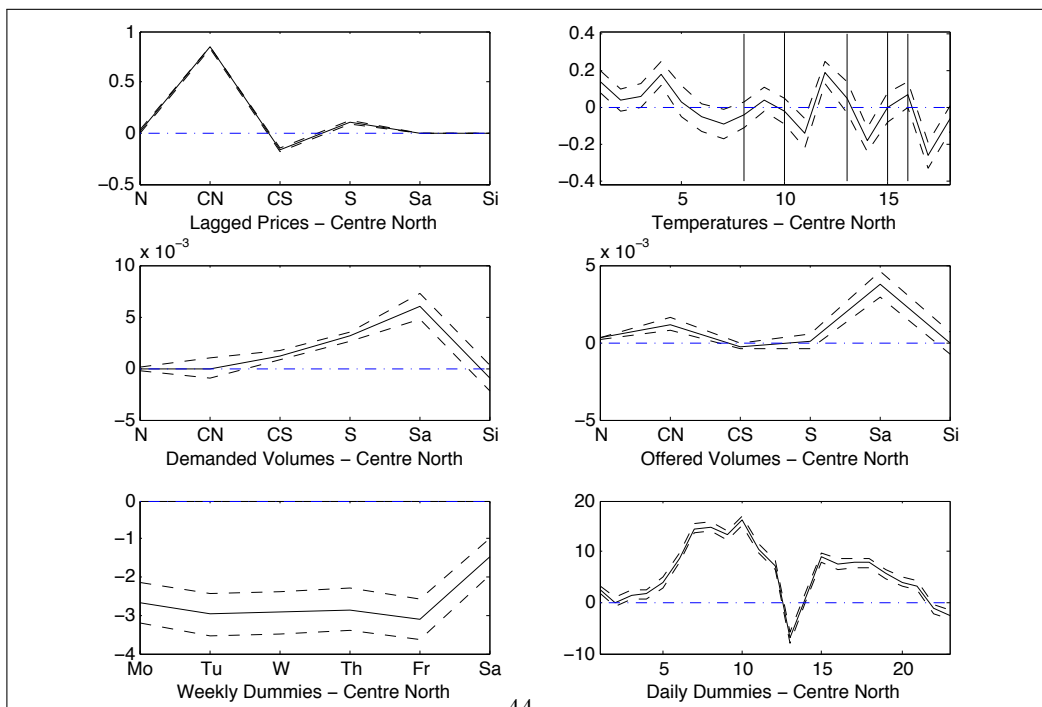 1
0.5
0
−0.5
N CN CS S Sa Si
Lagged Prices − Centre North
0.4
0.2
0
−0.2
−0.4
5 10 15
Temperatures − Centre North
x 10−3
10
5
0
−5
N CN CS S Sa Si
Demanded Volumes − Centre North
x 10−3
5
0
−5
N CN CS S Sa Si
Offered Volumes − Centre North
0
−1
−2
−3
−4
Mo Tu W Th Fr Sa
Weekly Dummies − Centre North
20
10
0
−10
5 10 15 20
Daily Dummies − Centre North
44